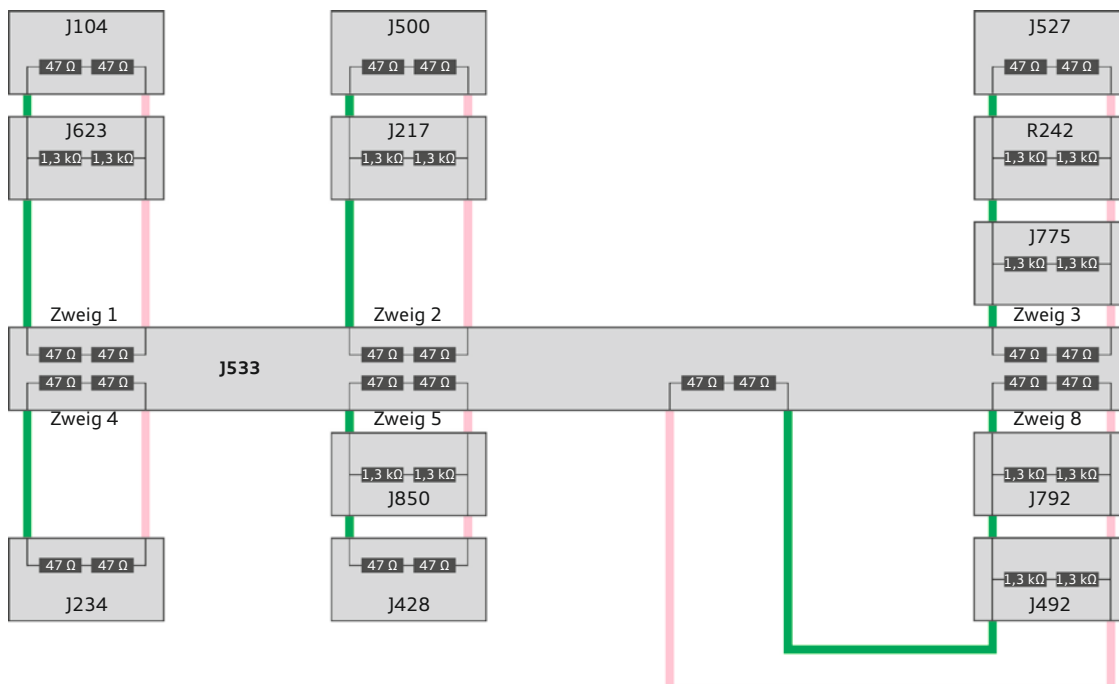 J104 J500 J527
47 Ω 47 Ω 47 Ω 47 Ω 47 Ω 47 Ω
J623 J217 R242
1,3 kΩ 1,3 kΩ 1,3 kΩ 1,3 kΩ 1,3 kΩ 1,3 kΩ
J775
1,3 kΩ 1,3 kΩ
Zweig 1 Zweig 2 Zweig 3
47 Ω 47 Ω 47 Ω 47 Ω 47 Ω 47 Ω
J533
47 Ω 47 Ω 47 Ω 47 Ω 47 Ω 47 Ω 47 Ω 47 Ω
Zweig 4 Zweig 5 Zweig 8
1,3 kΩ 1,3 kΩ 1,3 kΩ 1,3 kΩ
J850 J792
47 Ω 47 Ω 47 Ω 47 Ω
1,3 kΩ 1,3 kΩ
J234 J428 J492